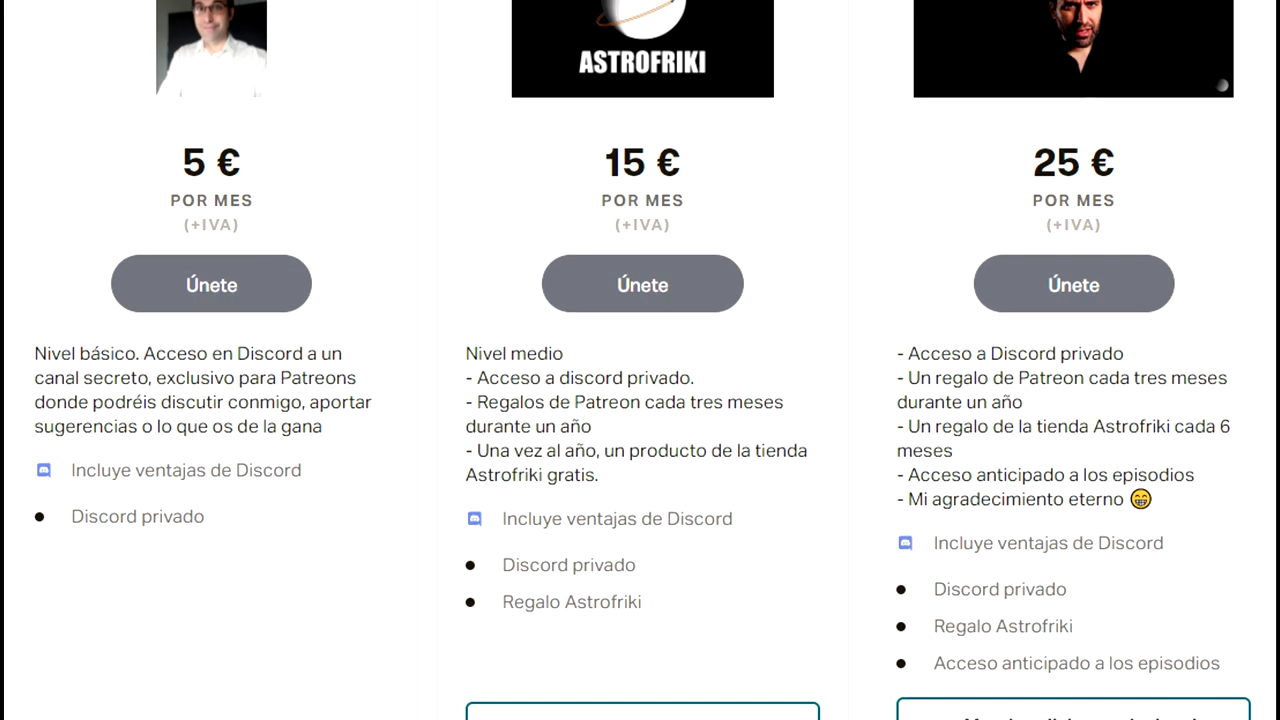 ASTROFRIKI
5 €
POR MES
(+IVA)
Únete
Nivel básico. Acceso en Discord a un
canal secreto, exclusivo para Patreons
donde podréis discutir conmigo, aportar
sugerencias o lo que os de la gana
Incluye ventajas de Discord
Discord privado
15 €
POR MES
(+IVA)
Únete
Nivel medio
- Acceso a discord privado.
- Regalos de Patreon cada tres meses
durante un año
- Una vez al año, un producto de la tienda
Astrofriki gratis.
Incluye ventajas de Discord
Discord privado
Regalo Astrofriki
25 €
POR MES
(+IVA)
Únete
- Acceso a Discord privado
- Un regalo de Patreon cada tres meses
durante un año
- Un regalo de la tienda Astrofriki cada 6
meses
- Acceso anticipado a los episodios
- Mi agradecimiento eterno 😁
Incluye ventajas de Discord
Discord privado
Regalo Astrofriki
Acceso anticipado a los episodios